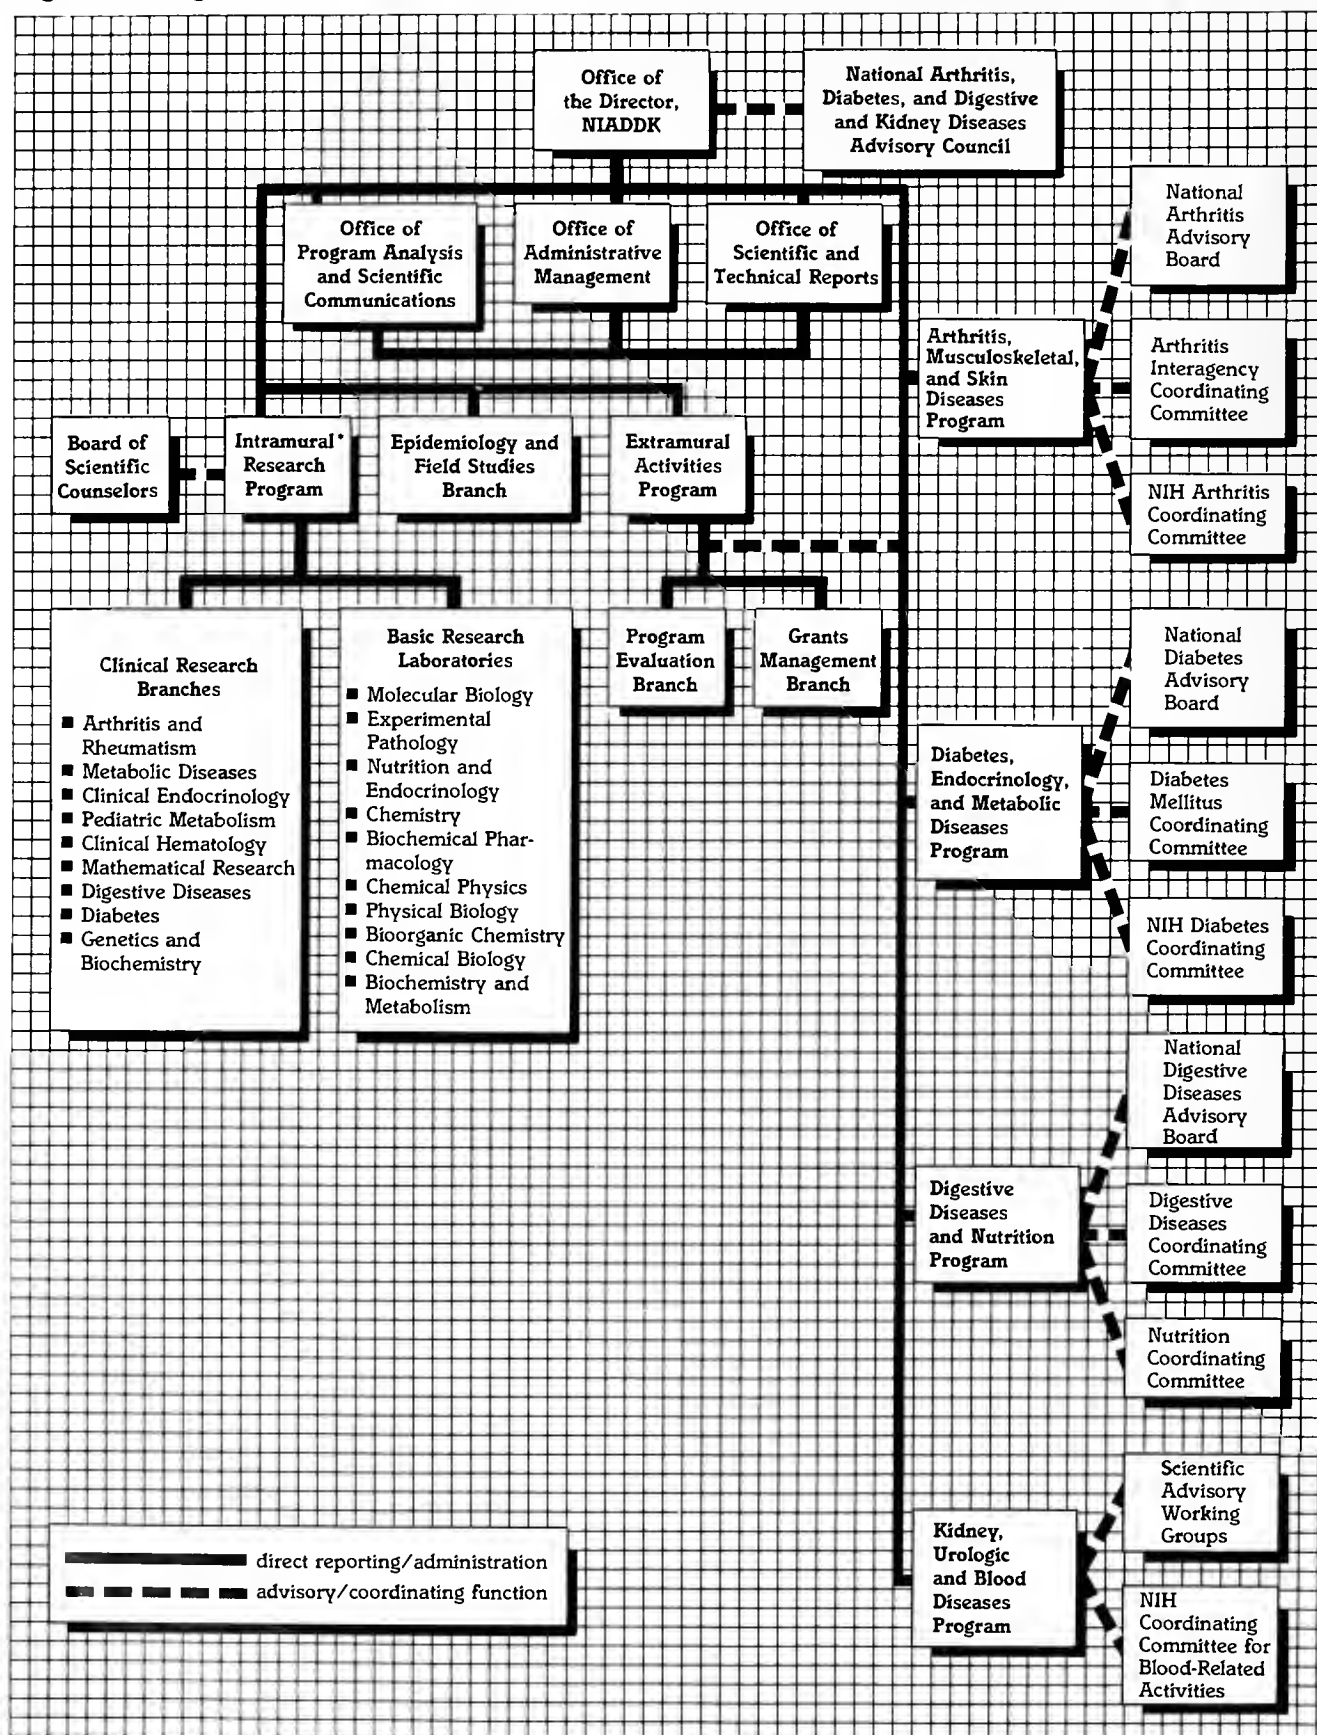 Office of
the Director,
NIADDK
National Arthritis,
Diabetes, and Digestive
and Kidney Diseases
Advisory Council
Office of
Program Analysis
and Scientific
Communications
Office of
Administrative
Management
Office of
Scientific and
Technical Reports
National
Arthritis
Advisory
Board
Arthritis,
Musculoskeletal,
and Skin
Diseases
Program
Arthritis
Interagency
Coordinating
Committee
NIH Arthritis
Coordinating
Committee
Board of
Scientific
Counselors
Intramural*
Research
Program
Epidemiology and
Field Studies
Branch
Extramural
Activities
Program
Clinical Research
Branches
■ Arthritis and
Rheumatism
■ Metabolic Diseases
■ Clinical Endocrinology
■ Pediatric Metabolism
■ Clinical Hematology
■ Mathematical Research
■ Digestive Diseases
■ Diabetes
■ Genetics and
Biochemistry
Basic Research
Laboratories
■ Molecular Biology
■ Experimental
Pathology
■ Nutrition and
Endocrinology
■ Chemistry
■ Biochemical Phar-
macology
■ Chemical Physics
■ Physical Biology
■ Bioorganic Chemistry
■ Chemical Biology
■ Biochemistry and
Metabolism
Program
Evaluation
Branch
Grants
Management
Branch
National
Diabetes
Advisory
Board
Diabetes,
Endocrinology,
and Metabolic
Diseases
Program
Diabetes
Mellitus
Coordinating
Committee
NIH Diabetes
Coordinating
Committee
National
Digestive
Diseases
Advisory
Board
Digestive
Diseases
and Nutrition
Program
Digestive
Diseases
Coordinating
Committee
Nutrition
Coordinating
Committee
Scientific
Advisory
Working
Groups
Kidney,
Urologic
and Blood
Diseases
Program
NIH
Coordinating
Committee for
Blood-Related
Activities
direct reporting/administration
advisory/coordinating function